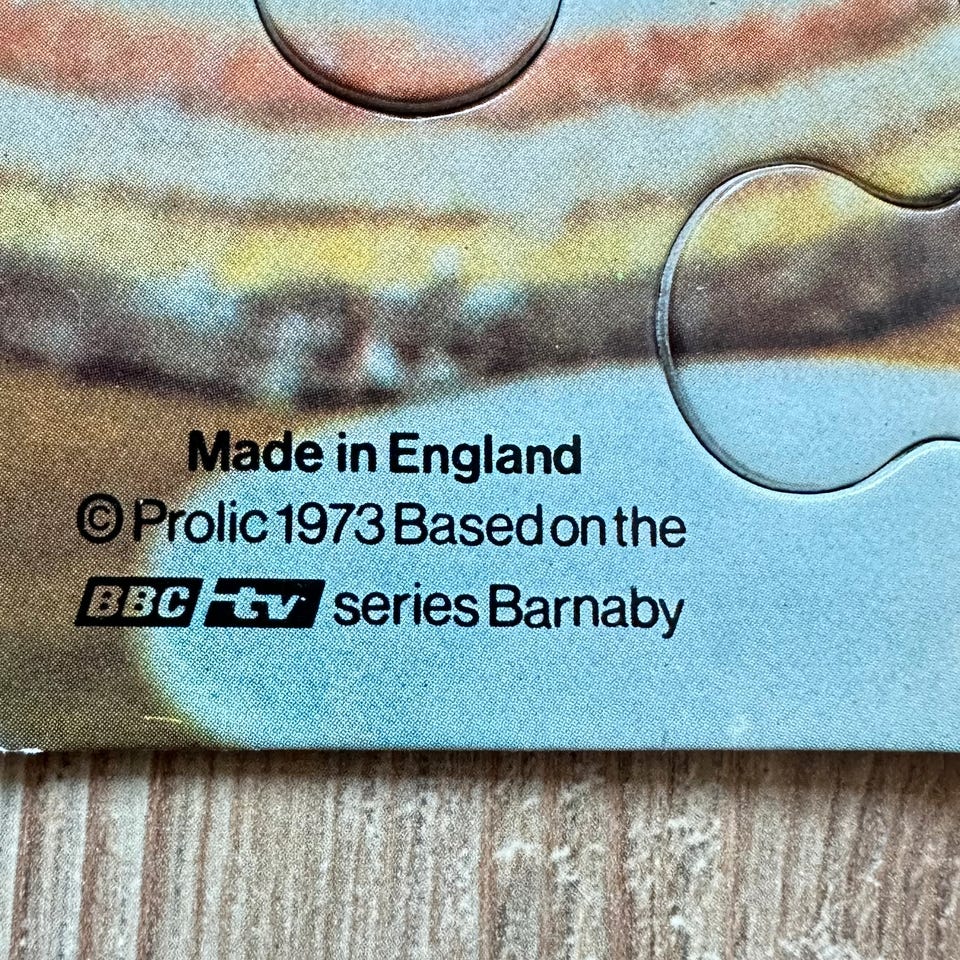 Made in England
© Prolic 1973 Based on the
BBC tv series Barnaby